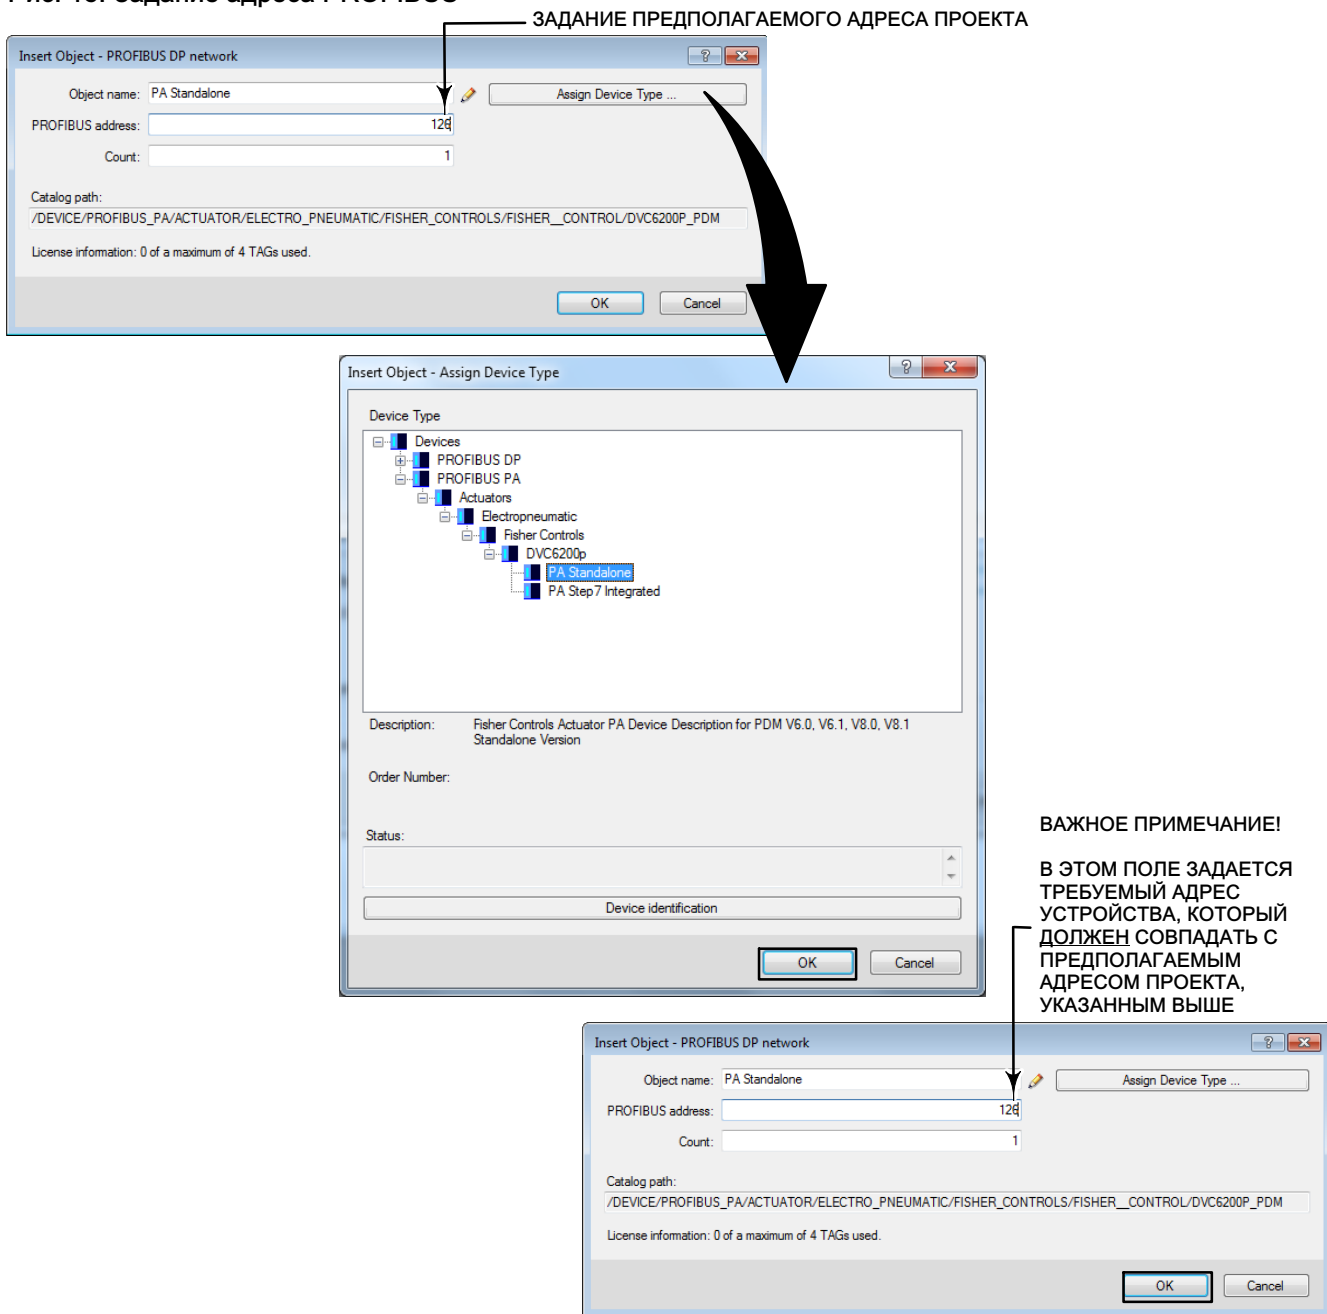 ЗАДАНИЕ ПРЕДПОЛАГАЕМОГО АДРЕСА ПРОЕКТА
Insert Object - PROFIBUS DP network
Object name: PA Standalone
Assign Device Type ...
PROFIBUS address: 126
Count: 1
Catalog path:
/DEVICE/PROFIBUS_PA/ACTUATOR/ELECTRO_PNEUMATIC/FISHER_CONTROLS/FISHER__CONTROL/DVC6200P_PDM
License information: 0 of a maximum of 4 TAGs used.
OK Cancel
Insert Object - Assign Device Type
Device Type
Devices
PROFIBUS DP
PROFIBUS PA
Actuators
Electropneumatic
Fisher Controls
DVC6200p
PA Standalone
PA Step7 Integrated
Description: Fisher Controls Actuator PA Device Description for PDM V6.0, V6.1, V8.0, V8.1
Standalone Version
Order Number:
Status:
Device identification
OK Cancel
ВАЖНОЕ ПРИМЕЧАНИЕ!
В ЭТОМ ПОЛЕ ЗАДАЕТСЯ
ТРЕБУЕМЫЙ АДРЕС
УСТРОЙСТВА, КОТОРЫЙ
ДОЛЖЕН СОВПАДАТЬ С
ПРЕДПОЛАГАЕМЫМ
АДРЕСОМ ПРОЕКТА,
УКАЗАННЫМ ВЫШЕ
Insert Object - PROFIBUS DP network
Object name: PA Standalone
Assign Device Type ...
PROFIBUS address: 126
Count: 1
Catalog path:
/DEVICE/PROFIBUS_PA/ACTUATOR/ELECTRO_PNEUMATIC/FISHER_CONTROLS/FISHER__CONTROL/DVC6200P_PDM
License information: 0 of a maximum of 4 TAGs used.
OK Cancel